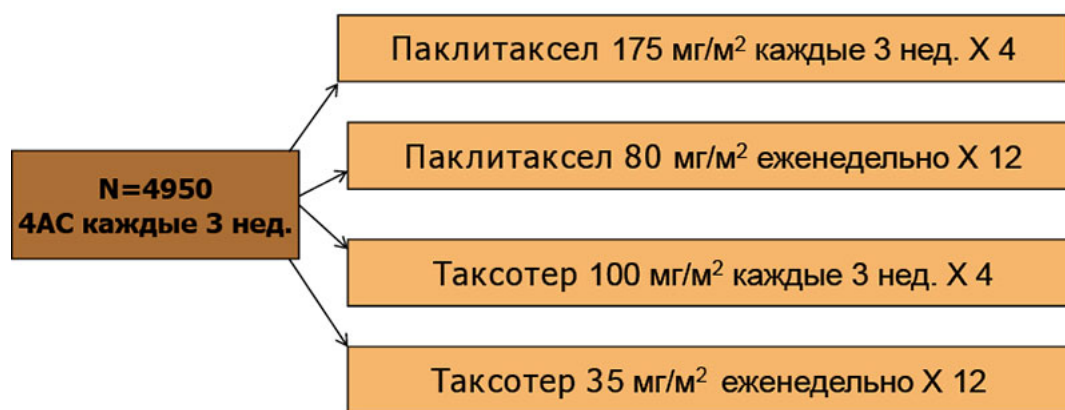 Паклитаксел 175 мг/м² каждые 3 нед. X 4
Паклитаксел 80 мг/м² еженедельно X 12
N=4950
4АС каждые 3 нед.
Таксотер 100 мг/м² каждые 3 нед. X 4
Таксотер 35 мг/м² еженедельно X 12